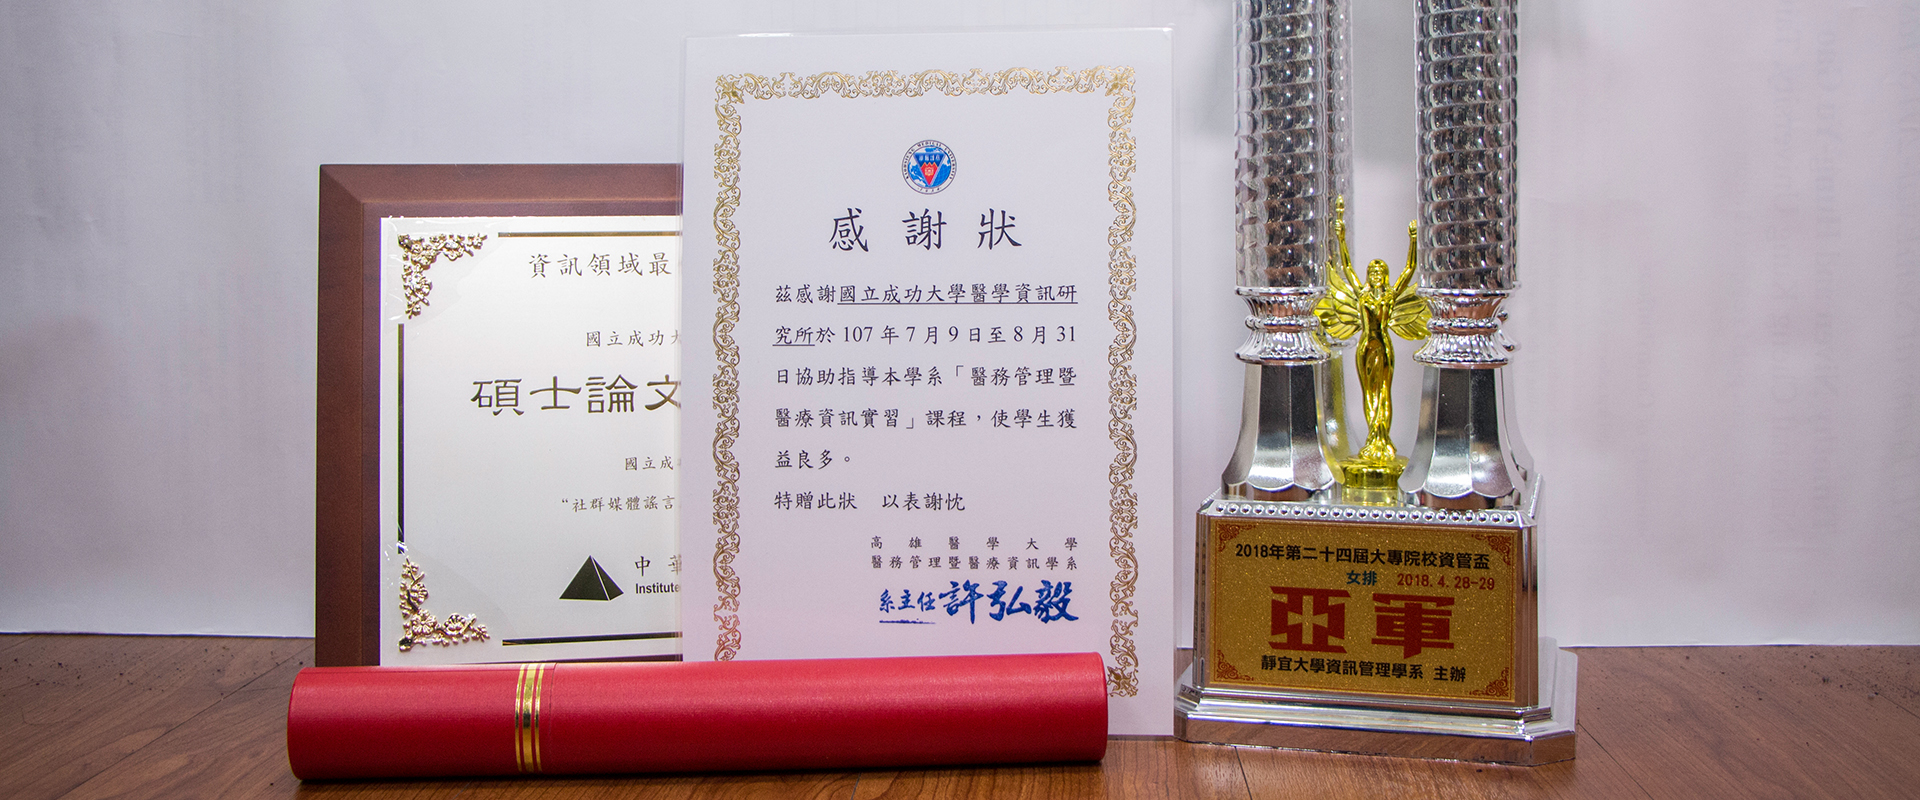 資訊領域最
國立成功大
碩士論文
國立成
“社群媒體謠言
中華
Institute
感謝狀
茲感謝國立成功大學醫學資訊研
究所於107年7月9日至8月31
日協助指導本學系「醫務管理暨
醫療資訊實習」課程，使學生獲
益良多。
特贈此狀 以表謝忱
高雄醫學大學
醫務管理暨醫療資訊學系
系主任 許弘毅
2018年第二十四屆大專院校資管盃
女排 2018.4.28-29
亞軍
靜宜大學資訊管理學系 主辦